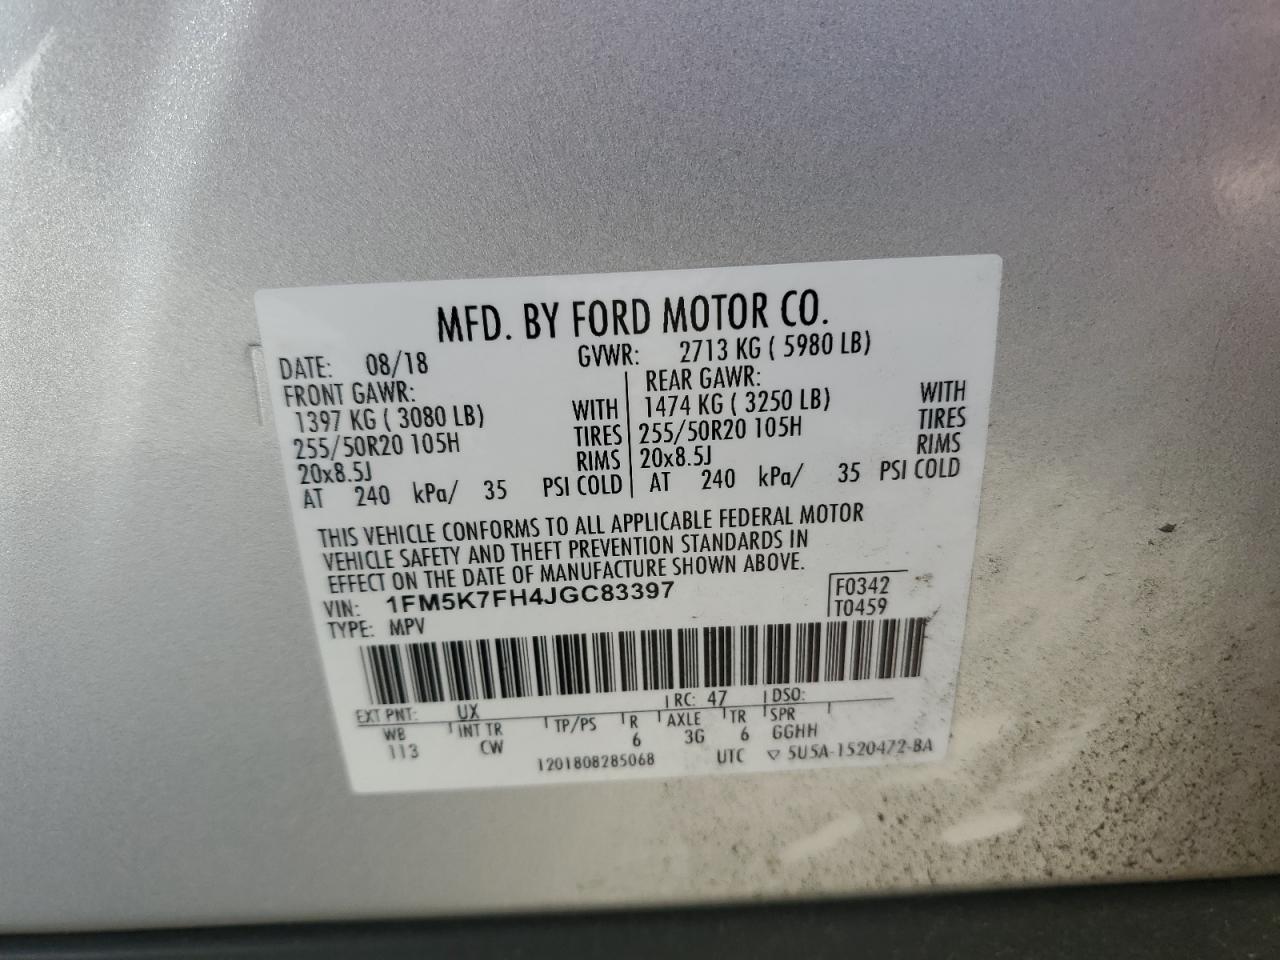 MFD. BY FORD MOTOR CO.
DATE: 08/18 GVWR: 2713 KG ( 5980 LB)
FRONT GAWR: REAR GAWR:
1397 KG ( 3080 LB) WITH 1474 KG ( 3250 LB) WITH
255/50R20 105H TIRES 255/50R20 105H TIRES
20x8.5J RIMS 20x8.5J RIMS
AT 240 kPa/ 35 PSI COLD AT 240 kPa/ 35 PSI COLD
THIS VEHICLE CONFORMS TO ALL APPLICABLE FEDERAL MOTOR
VEHICLE SAFETY AND THEFT PREVENTION STANDARDS IN
EFFECT ON THE DATE OF MANUFACTURE SHOWN ABOVE.
VIN: 1FM5K7FH4JGC83397 F0342
TYPE: MPV T0459
EXT PNT: UX RC: 47 DSO:
WB INT TR TP/PS R AXLE TR SPR
113 CW 6 3G 6 GGHH
1201808285068 UTC ▽ 5U5A-1520472-BA